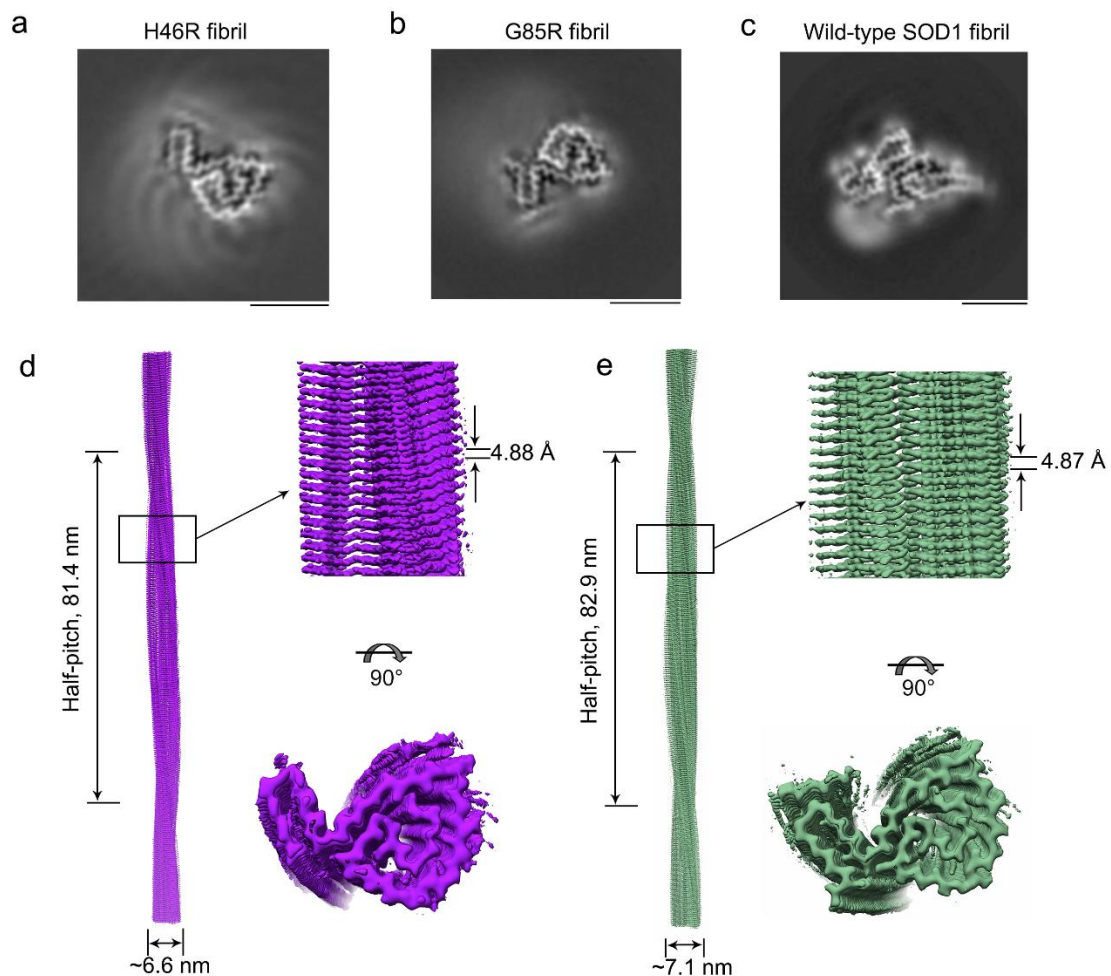 a
H46R fibril
b
G85R fibril
c
Wild-type SOD1 fibril
d
Half-pitch, 81.4 nm
4.88 Å
90°
~6.6 nm
e
Half-pitch, 82.9 nm
4.87 Å
90°
~7.1 nm